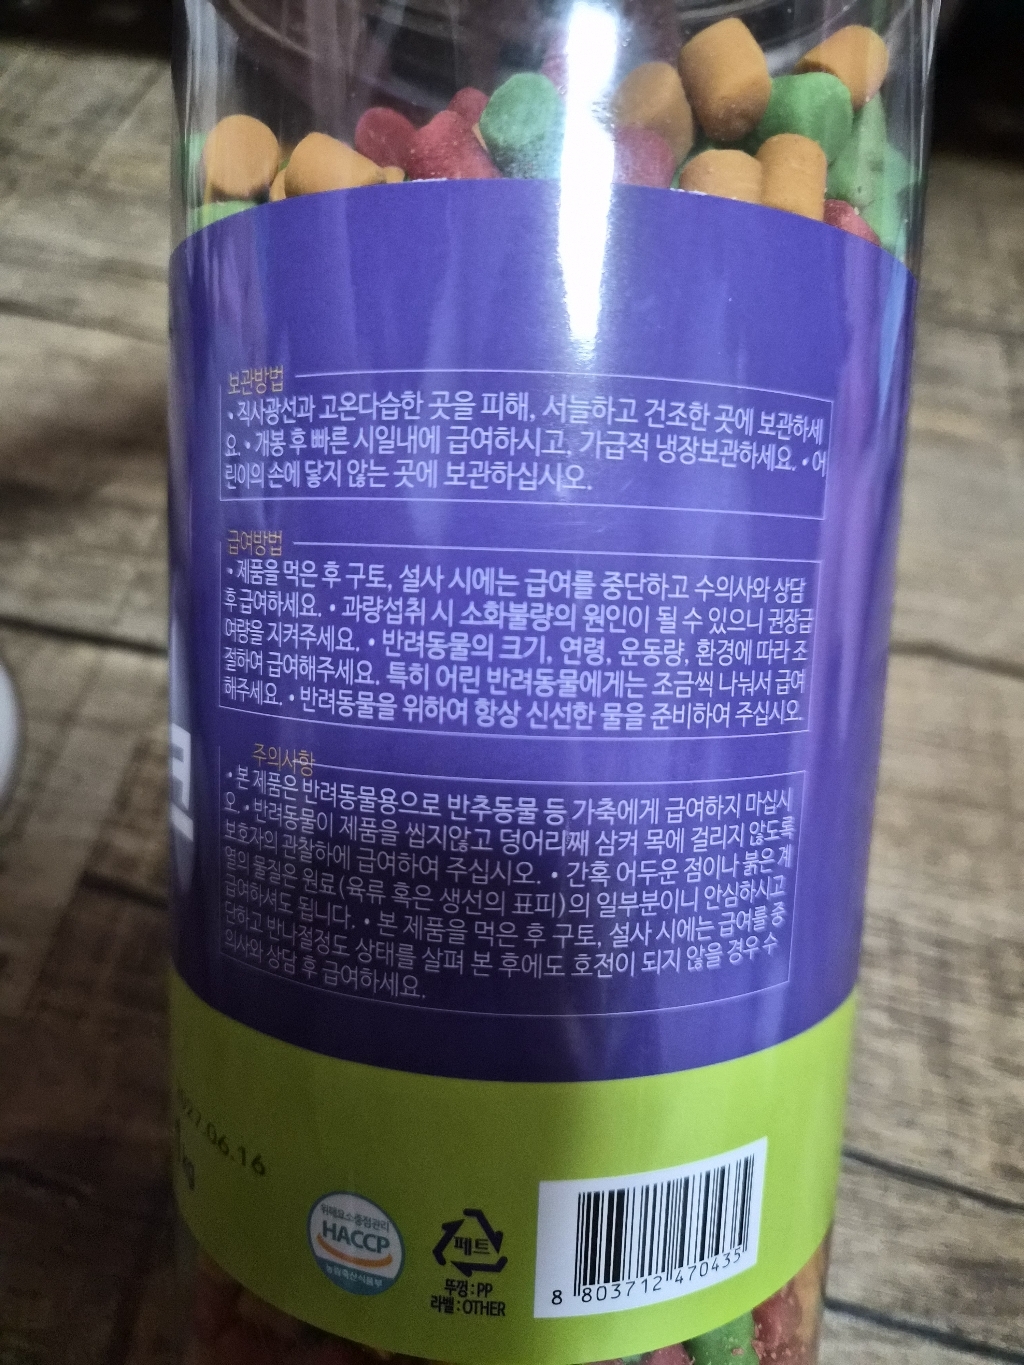 보관방법
• 직사광선과 고온다습한 곳을 피해, 서늘하고 건조한 곳에 보관하세
요. • 개봉 후 빠른 시일내에 급여하시고, 가급적 냉장보관하세요. • 어
린이의 손에 닿지 않는 곳에 보관하십시오.
급여방법
• 제품을 먹은 후 구토, 설사 시에는 급여를 중단하고 수의사와 상담
후 급여하세요. • 과량섭취 시 소화불량의 원인이 될 수 있으니 권장급
여량을 지켜주세요. • 반려동물의 크기, 연령, 운동량, 환경에 따라 조
절하여 급여해주세요. 특히 어린 반려동물에게는 조금씩 나눠서 급여
해주세요. • 반려동물을 위하여 항상 신선한 물을 준비하여 주십시오.
주의사항
• 본 제품은 반려동물용으로 반추동물 등 가축에게 급여하지 마십시
오. • 반려동물이 제품을 씹지않고 덩어리째 삼켜 목에 걸리지 않도록
보호자의 관찰하에 급여하여 주십시오. • 간혹 어두운 점이나 붉은 계
열의 물질은 원료(육류 혹은 생선의 표피)의 일부분이니 안심하시고
급여하셔도 됩니다. • 본 제품을 먹은 후 구토, 설사 시에는 급여를 중
단하고 반나절정도 상태를 살펴 본 후에도 호전이 되지 않을 경우 수
의사와 상담 후 급여하세요.
27.06.16
kg
위해요소중점관리
HACCP
농림축산식품부
페트
뚜껑:PP
라벨:OTHER
8 803712 470435